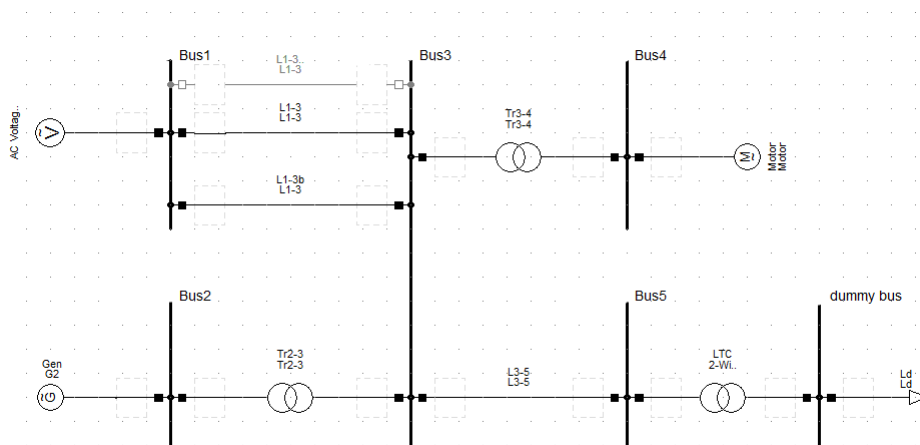 Bus1
Bus3
Bus4
L1-3..
L1-3
L1-3
L1-3
Tr3-4
Tr3-4
AC Voltag..
V
M
Motor
Motor
L1-3b
L1-3
Bus2
Bus5
dummy bus
Gen
G2
G
Tr2-3
Tr2-3
L3-5
L3-5
LTC
2-Wi..
Ld
Ld